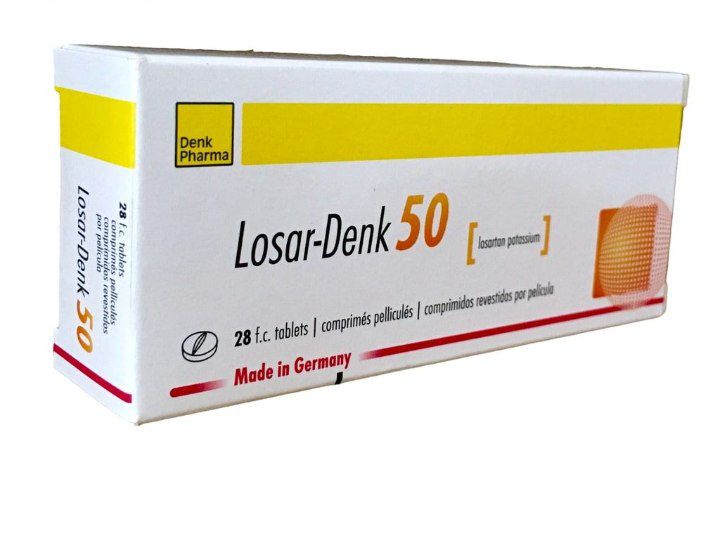 Denk
Pharma
Losar-Denk 50
[losartan potassium]
28 f.c. tablets | comprimés pelliculés | comprimidos revestidos por película
Made in Germany
28 f.c. tablets
comprimés pelliculés
comprimidos revestidos
por película
Losar-Denk 50